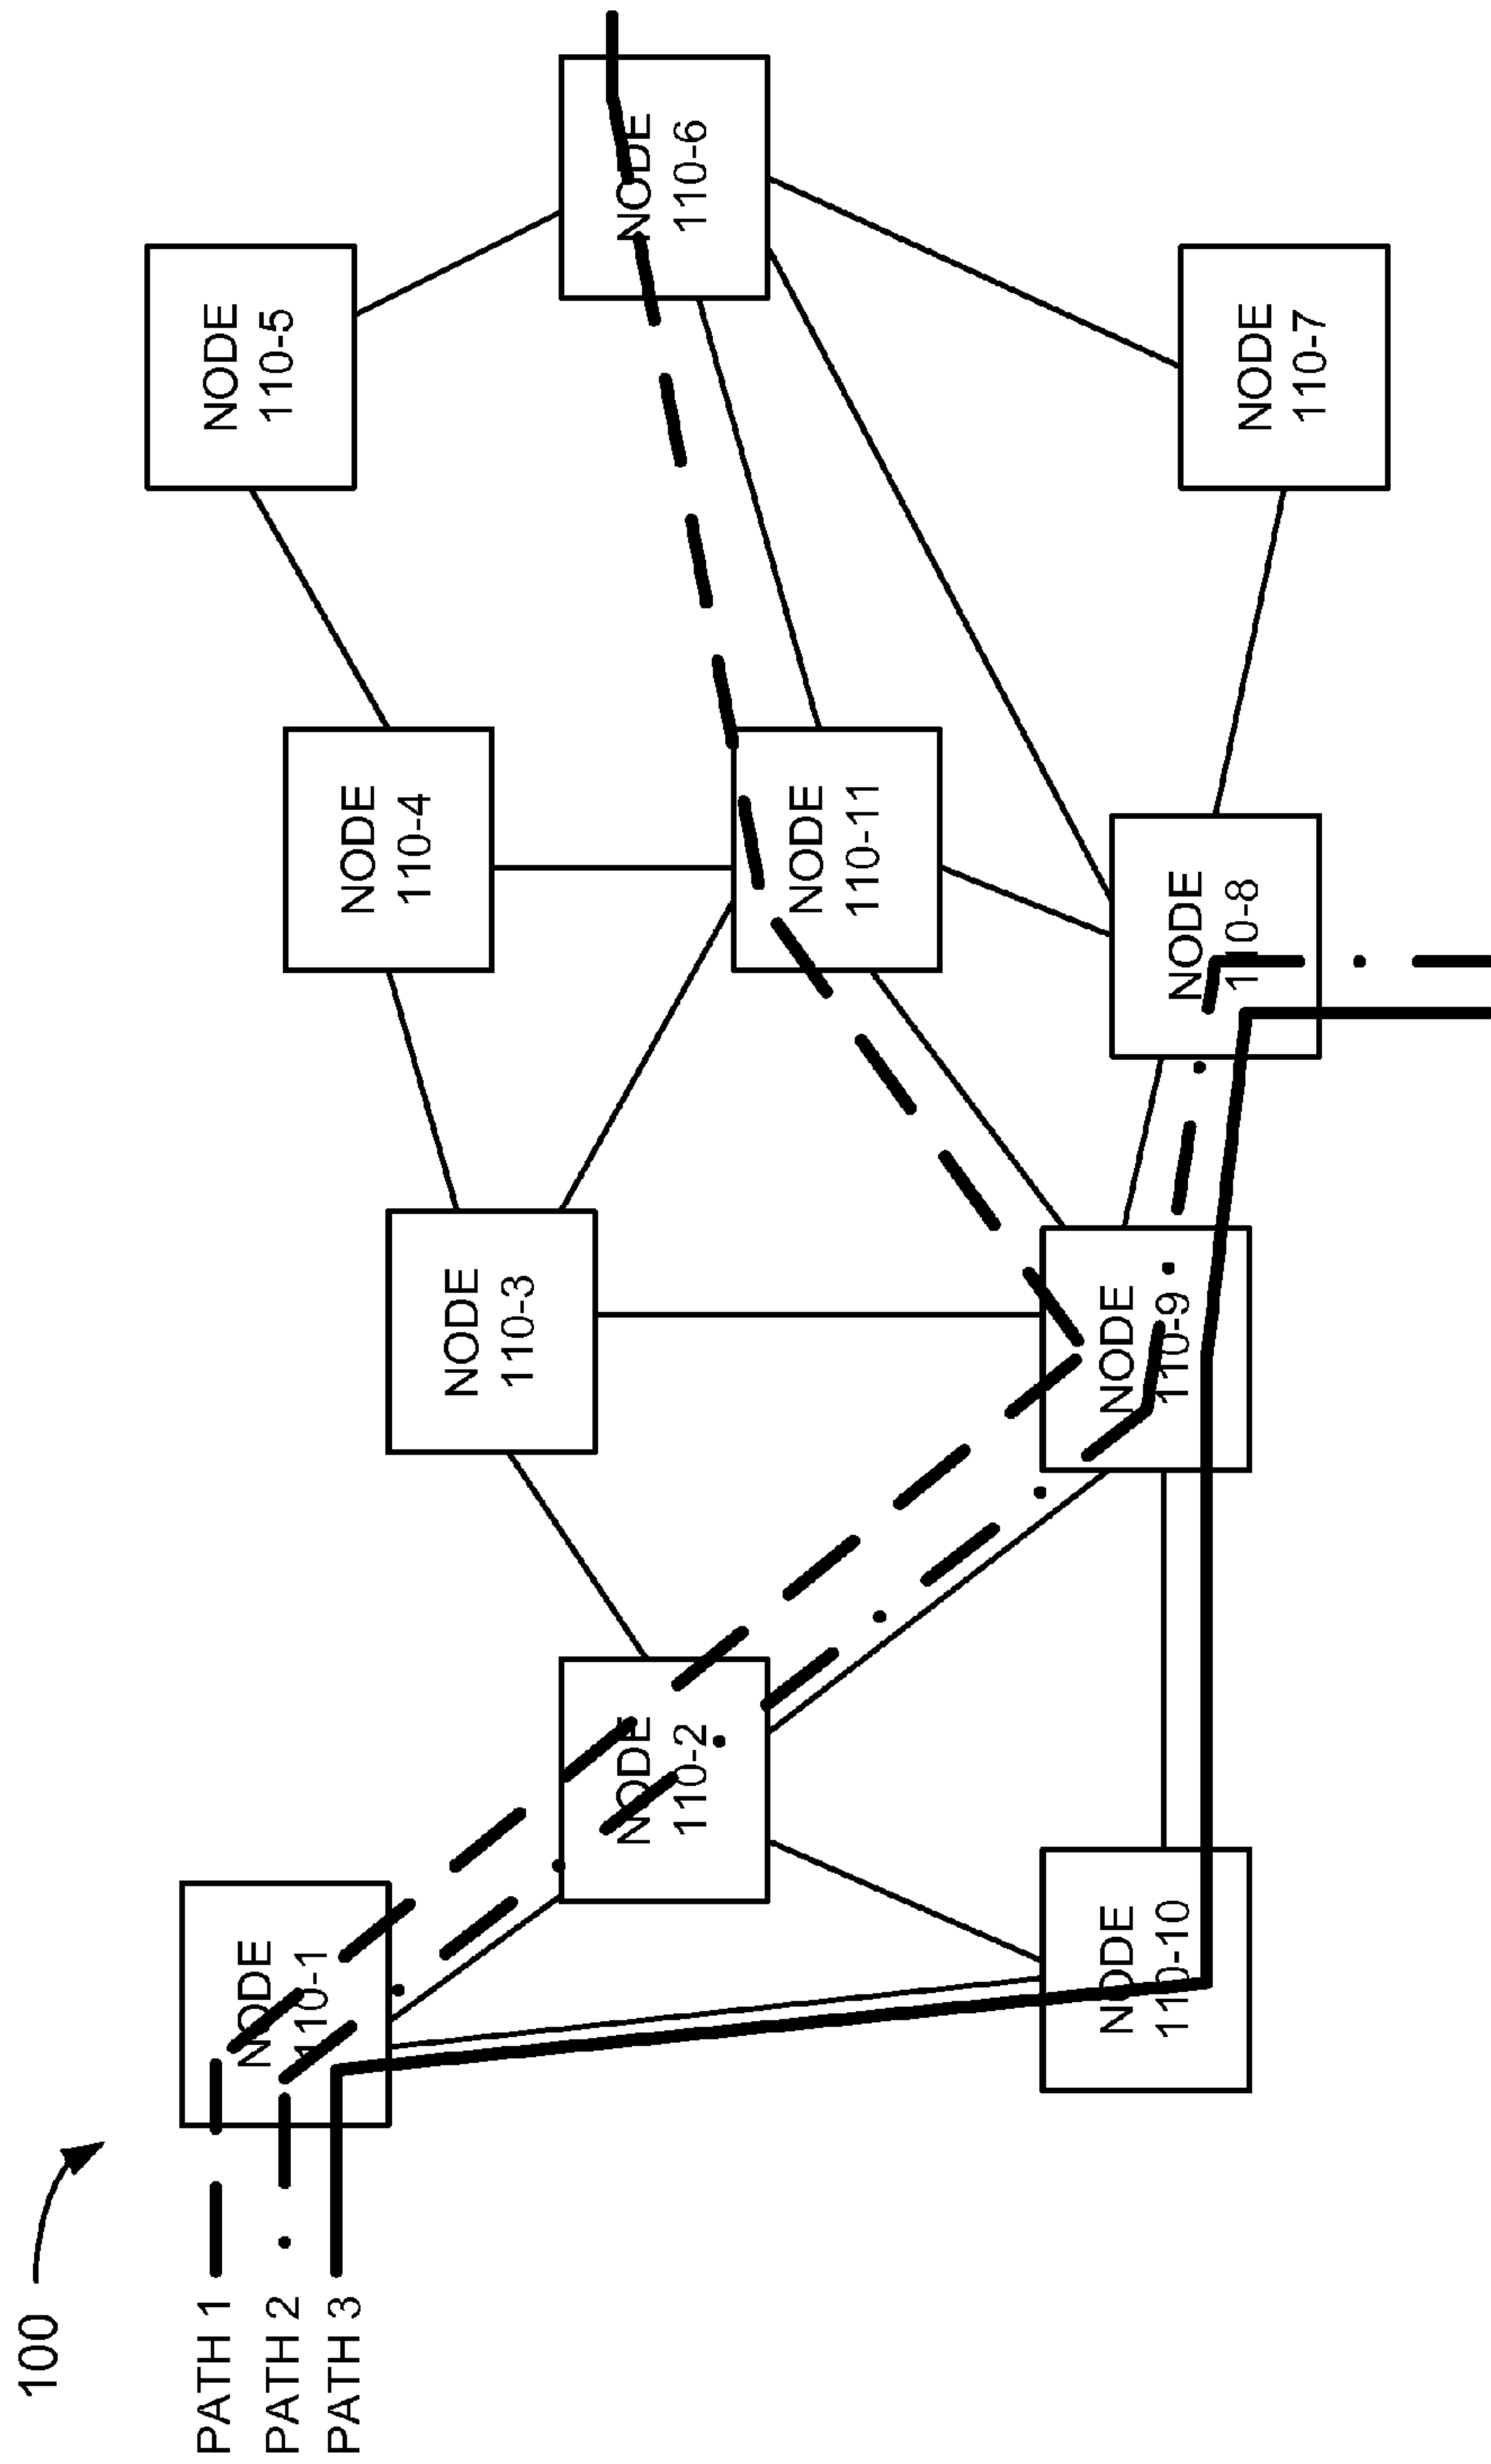 100
PATH 1
PATH 2
PATH 3
NODE
110-1
NODE
110-2
NODE
110-3
NODE
110-4
NODE
110-5
NODE
110-6
NODE
110-7
NODE
110-8
NODE
110-9
NODE
110-10
NODE
110-11